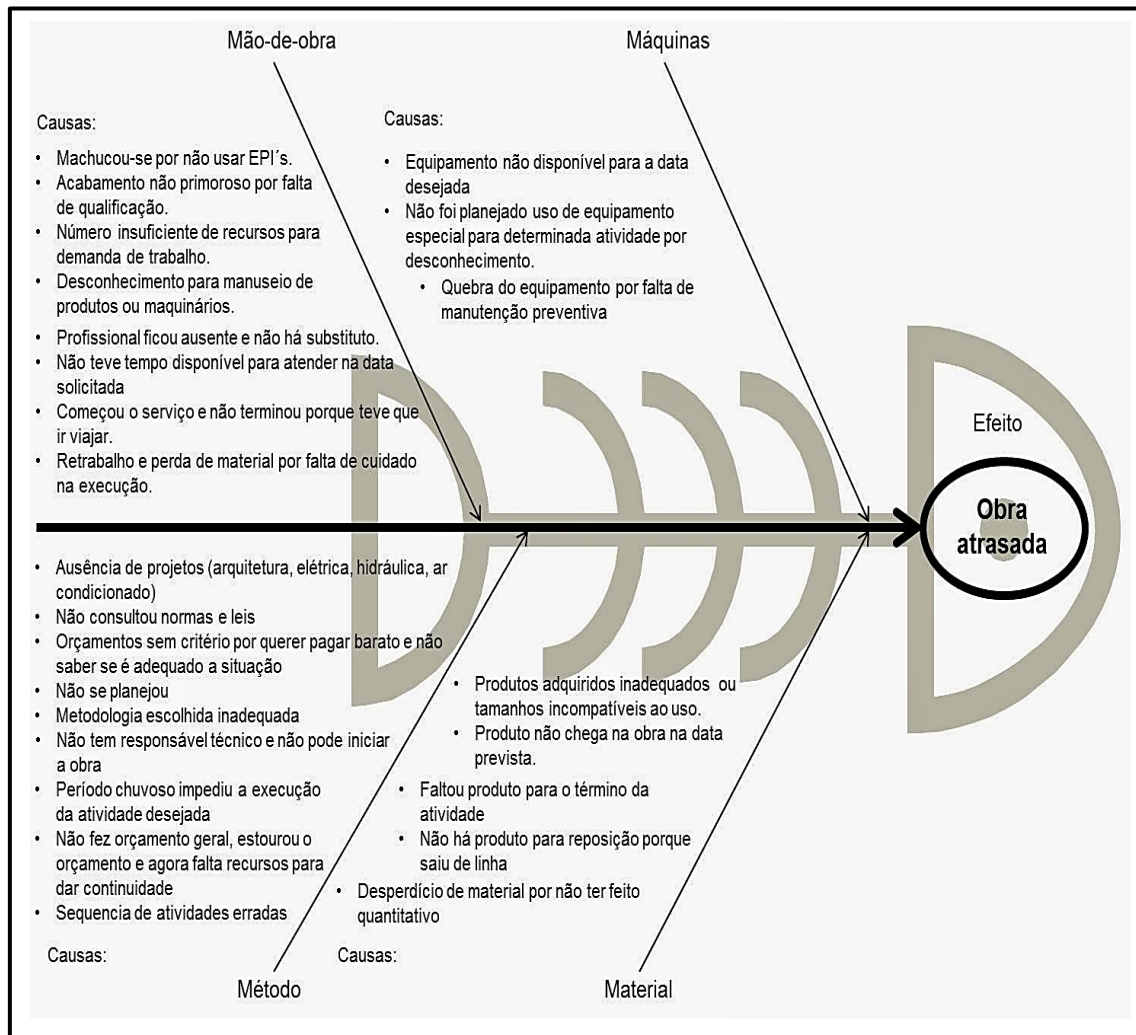 Mão-de-obra
Máquinas
Causas:
• Machucou-se por não usar EPI´s.
• Acabamento não primoroso por falta
de qualificação.
• Número insuficiente de recursos para
demanda de trabalho.
• Desconhecimento para manuseio de
produtos ou maquinários.
• Profissional ficou ausente e não há substituto.
• Não teve tempo disponível para atender na data
solicitada
• Começou o serviço e não terminou porque teve que
ir viajar.
• Retrabalho e perda de material por falta de cuidado
na execução.
Causas:
• Equipamento não disponível para a data
desejada
• Não foi planejado uso de equipamento
especial para determinada atividade por
desconhecimento.
• Quebra do equipamento por falta de
manutenção preventiva
Efeito
Obra
atrasada
• Ausência de projetos (arquitetura, elétrica, hidráulica, ar
condicionado)
• Não consultou normas e leis
• Orçamentos sem critério por querer pagar barato e não
saber se é adequado a situação
• Não se planejou
• Metodologia escolhida inadequada
• Não tem responsável técnico e não pode iniciar
a obra
• Período chuvoso impediu a execução
da atividade desejada
• Não fez orçamento geral, estourou o
orçamento e agora falta recursos para
dar continuidade
• Sequencia de atividades erradas
Causas:
Método
• Produtos adquiridos inadequados ou
tamanhos incompatíveis ao uso.
• Produto não chega na obra na data
prevista.
• Faltou produto para o término da
atividade
• Não há produto para reposição porque
saiu de linha
• Desperdício de material por não ter feito
quantitativo
Causas:
Material